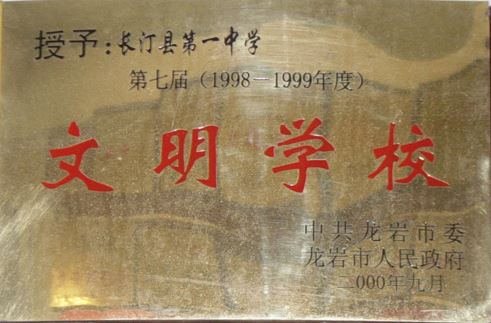 授予:长汀县第一中学
第七届（1998－1999年度）
文明学校
中共龙岩市委
龙岩市人民政府
二000年九月